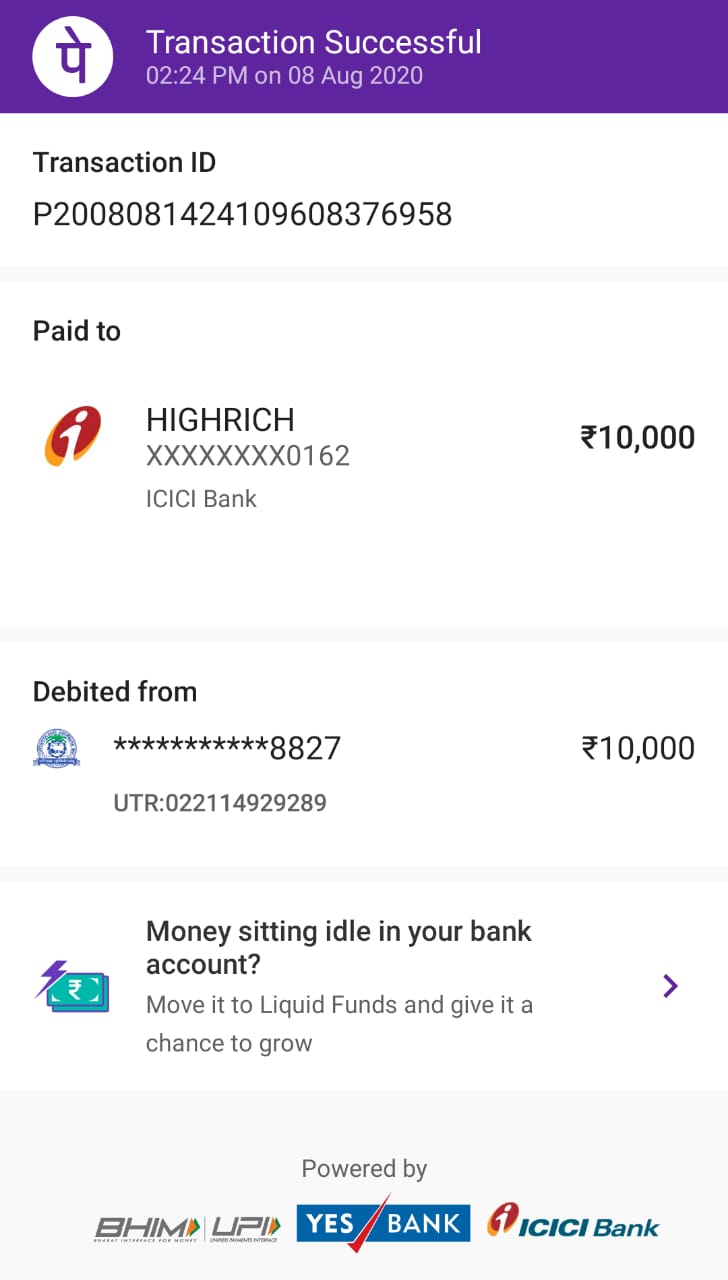 पे
Transaction Successful
02:24 PM on 08 Aug 2020
Transaction ID
P2008081424109608376958
Paid to
HIGHRICH
XXXXXXXX0162
₹10,000
ICICI Bank
Debited from
***********8827
₹10,000
UTR:022114929289
Money sitting idle in your bank
account?
Move it to Liquid Funds and give it a
chance to grow
₹
Powered by
BHIM UPI YES BANK ICICI Bank
BHARAT INTERFACE FOR MONEY UNIFIED PAYMENTS INTERFACE